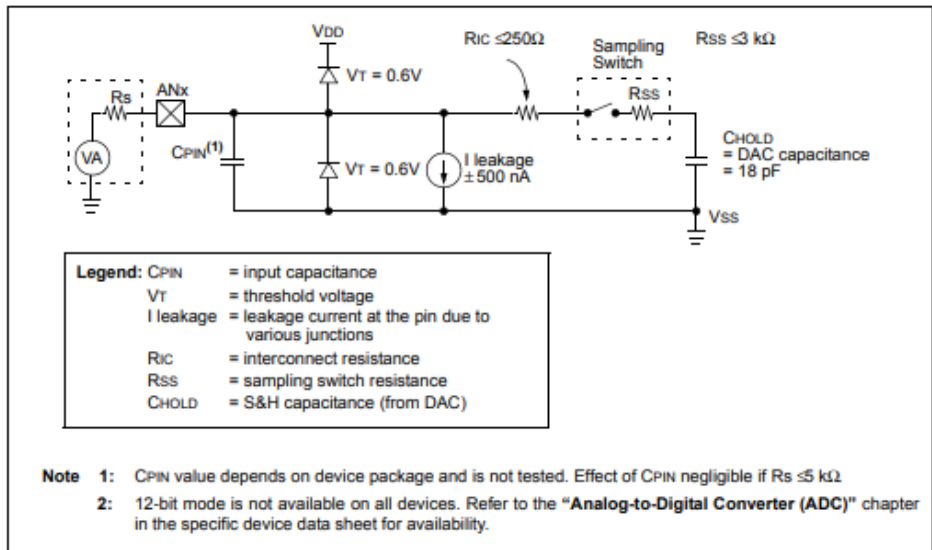 VDD
RIC ≤250Ω
Sampling
Switch
RSS ≤3 kΩ
VT = 0.6V
Rs
ANx
RSS
VA
CPIN(1)
VT = 0.6V
I leakage
±500 nA
CHOLD
= DAC capacitance
= 18 pF
VSS
Legend: CPIN = input capacitance
VT = threshold voltage
I leakage = leakage current at the pin due to
various junctions
RIC = interconnect resistance
RSS = sampling switch resistance
CHOLD = S&H capacitance (from DAC)
Note 1: CPIN value depends on device package and is not tested. Effect of CPIN negligible if Rs ≤5 kΩ
2: 12-bit mode is not available on all devices. Refer to the “Analog-to-Digital Converter (ADC)” chapter
in the specific device data sheet for availability.